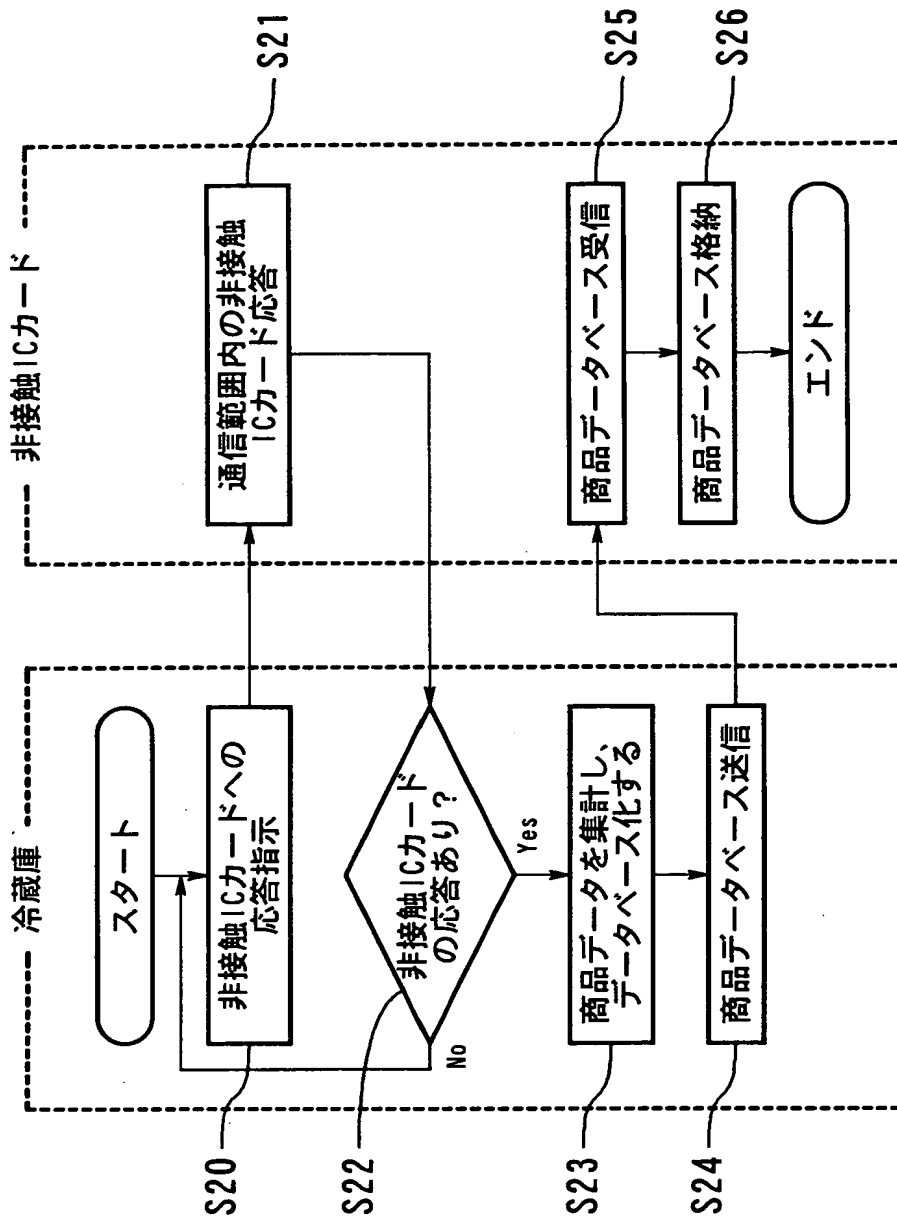 冷蔵庫
非接触ICカード
スタート
S20
非接触ICカードへの
応答指示
S21
通信範囲内の非接触
ICカード応答
S22
非接触ICカード
の応答あり？
No
Yes
S23
商品データを集計し、
データベース化する
S24
商品データベース送信
S25
商品データベース受信
S26
商品データベース格納
エンド